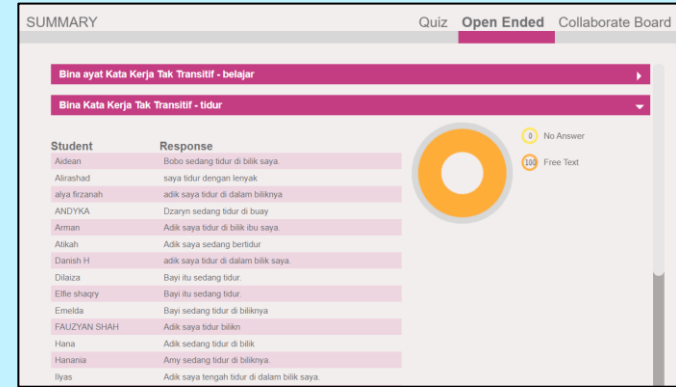 SUMMARY Quiz Open Ended Collaborate Board
Bina ayat Kata Kerja Tak Transitif - belajar
Bina Kata Kerja Tak Transitif - tidur
0 No Answer
100 Free Text
Student Response
Aidean Bobo sedang tidur di bilik saya.
Alirashad saya tidur dengan lenyak
alya firzanah adik saya tidur di dalam biliknya
ANDYKA Dzaryn sedang tidur di buay
Arman Adik saya tidur di bilik ibu saya.
Atikah Adik saya sedang bertidur
Danish H adik saya tidur di dalam bilik saya.
Dilaiza Bayi itu sedang tidur.
Elfie shaqry Bayi itu sedang tidur.
Emelda Bayi sedang tidur di biliknya
FAUZYAN SHAH Adik saya tidur bilikn
Hana Adik sedang tidur di bilik
Hanania Amy sedang tidur di biliknya.
Ilyas Adik saya tengah tidur di dalam bilik saya.